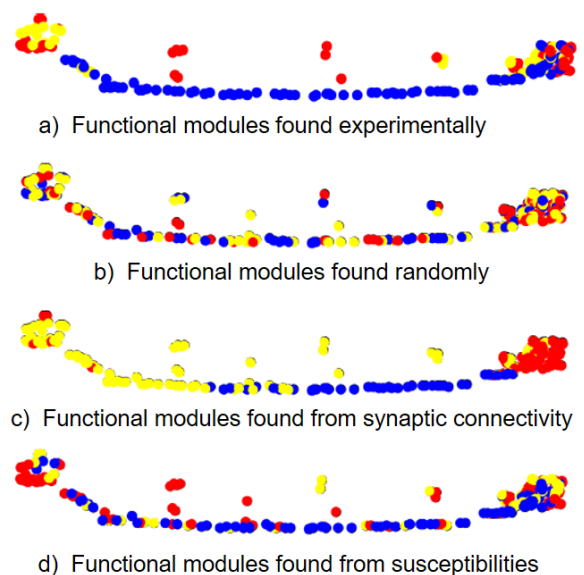 a) Functional modules found experimentally
b) Functional modules found randomly
c) Functional modules found from synaptic connectivity
d) Functional modules found from susceptibilities